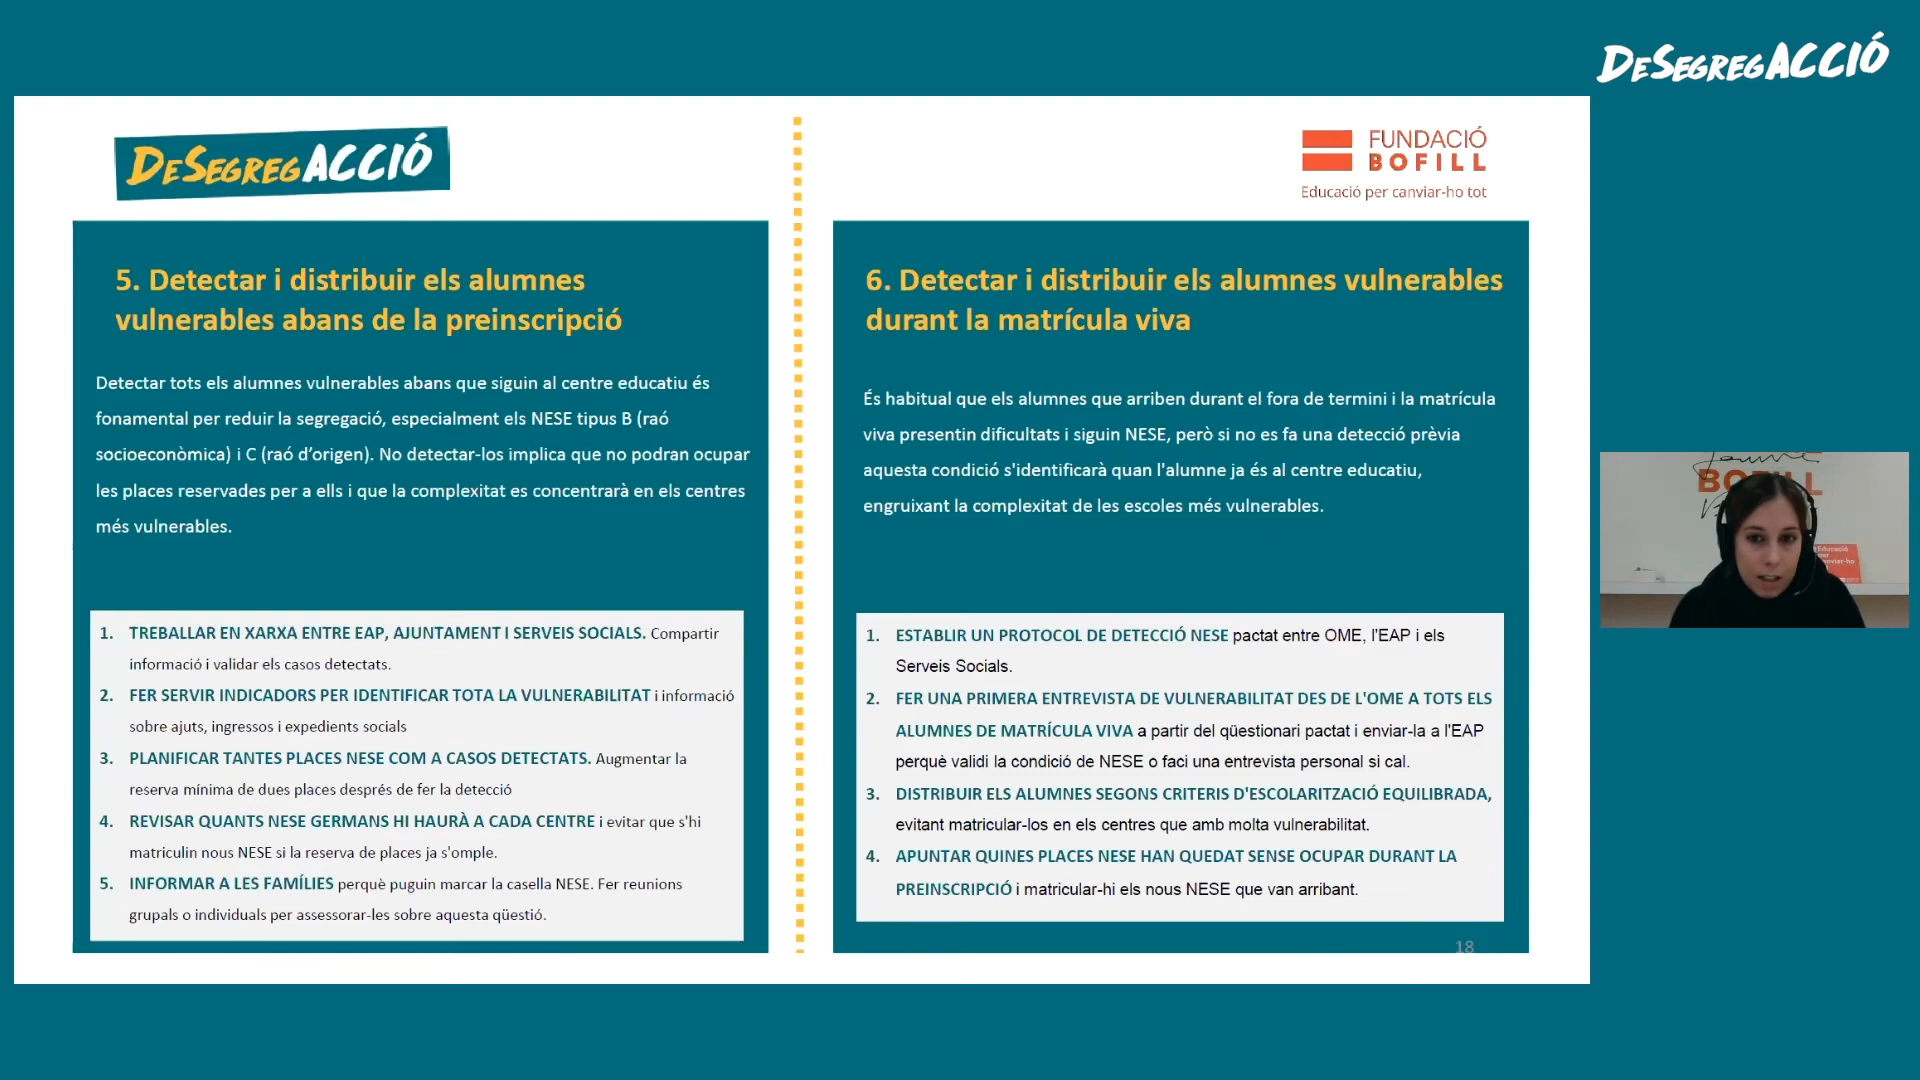 DESEGREGACCIÓ
DESEGREGACCIÓ
FUNDACIÓ
BOFILL
Educació per canviar-ho tot
5. Detectar i distribuir els alumnes
vulnerables abans de la preinscripció
Detectar tots els alumnes vulnerables abans que siguin al centre educatiu és
fonamental per reduir la segregació, especialment els NESE tipus B (raó
socioeconòmica) i C (raó d'origen). No detectar-los implica que no podran ocupar
les places reservades per a ells i que la complexitat es concentrarà en els centres
més vulnerables.
1. TREBALLAR EN XARXA ENTRE EAP, AJUNTAMENT I SERVEIS SOCIALS. Compartir
informació i validar els casos detectats.
2. FER SERVIR INDICADORS PER IDENTIFICAR TOTA LA VULNERABILITAT i informació
sobre ajuts, ingressos i expedients socials
3. PLANIFICAR TANTES PLACES NESE COM A CASOS DETECTATS. Augmentar la
reserva mínima de dues places després de fer la detecció
4. REVISAR QUANTS NESE GERMANS HI HAURÀ A CADA CENTRE i evitar que s'hi
matriculin nous NESE si la reserva de places ja s'omple.
5. INFORMAR A LES FAMÍLIES perquè puguin marcar la casella NESE. Fer reunions
grupals o individuals per assessorar-les sobre aquesta qüestió.
6. Detectar i distribuir els alumnes vulnerables
durant la matrícula viva
És habitual que els alumnes que arriben durant el fora de termini i la matrícula
viva presentin dificultats i siguin NESE, però si no es fa una detecció prèvia
aquesta condició s'identificarà quan l'alumne ja és al centre educatiu,
engruixant la complexitat de les escoles més vulnerables.
1. ESTABLIR UN PROTOCOL DE DETECCIÓ NESE pactat entre OME, l'EAP i els
Serveis Socials.
2. FER UNA PRIMERA ENTREVISTA DE VULNERABILITAT DES DE L'OME A TOTS ELS
ALUMNES DE MATRÍCULA VIVA a partir del qüestionari pactat i enviar-la a l'EAP
perquè validi la condició de NESE o faci una entrevista personal si cal.
3. DISTRIBUIR ELS ALUMNES SEGONS CRITERIS D'ESCOLARITZACIÓ EQUILIBRADA,
evitant matricular-los en els centres que amb molta vulnerabilitat.
4. APUNTAR QUINES PLACES NESE HAN QUEDAT SENSE OCUPAR DURANT LA
PREINSCRIPCIÓ i matricular-hi els nous NESE que van arribant.
18
Educació
per